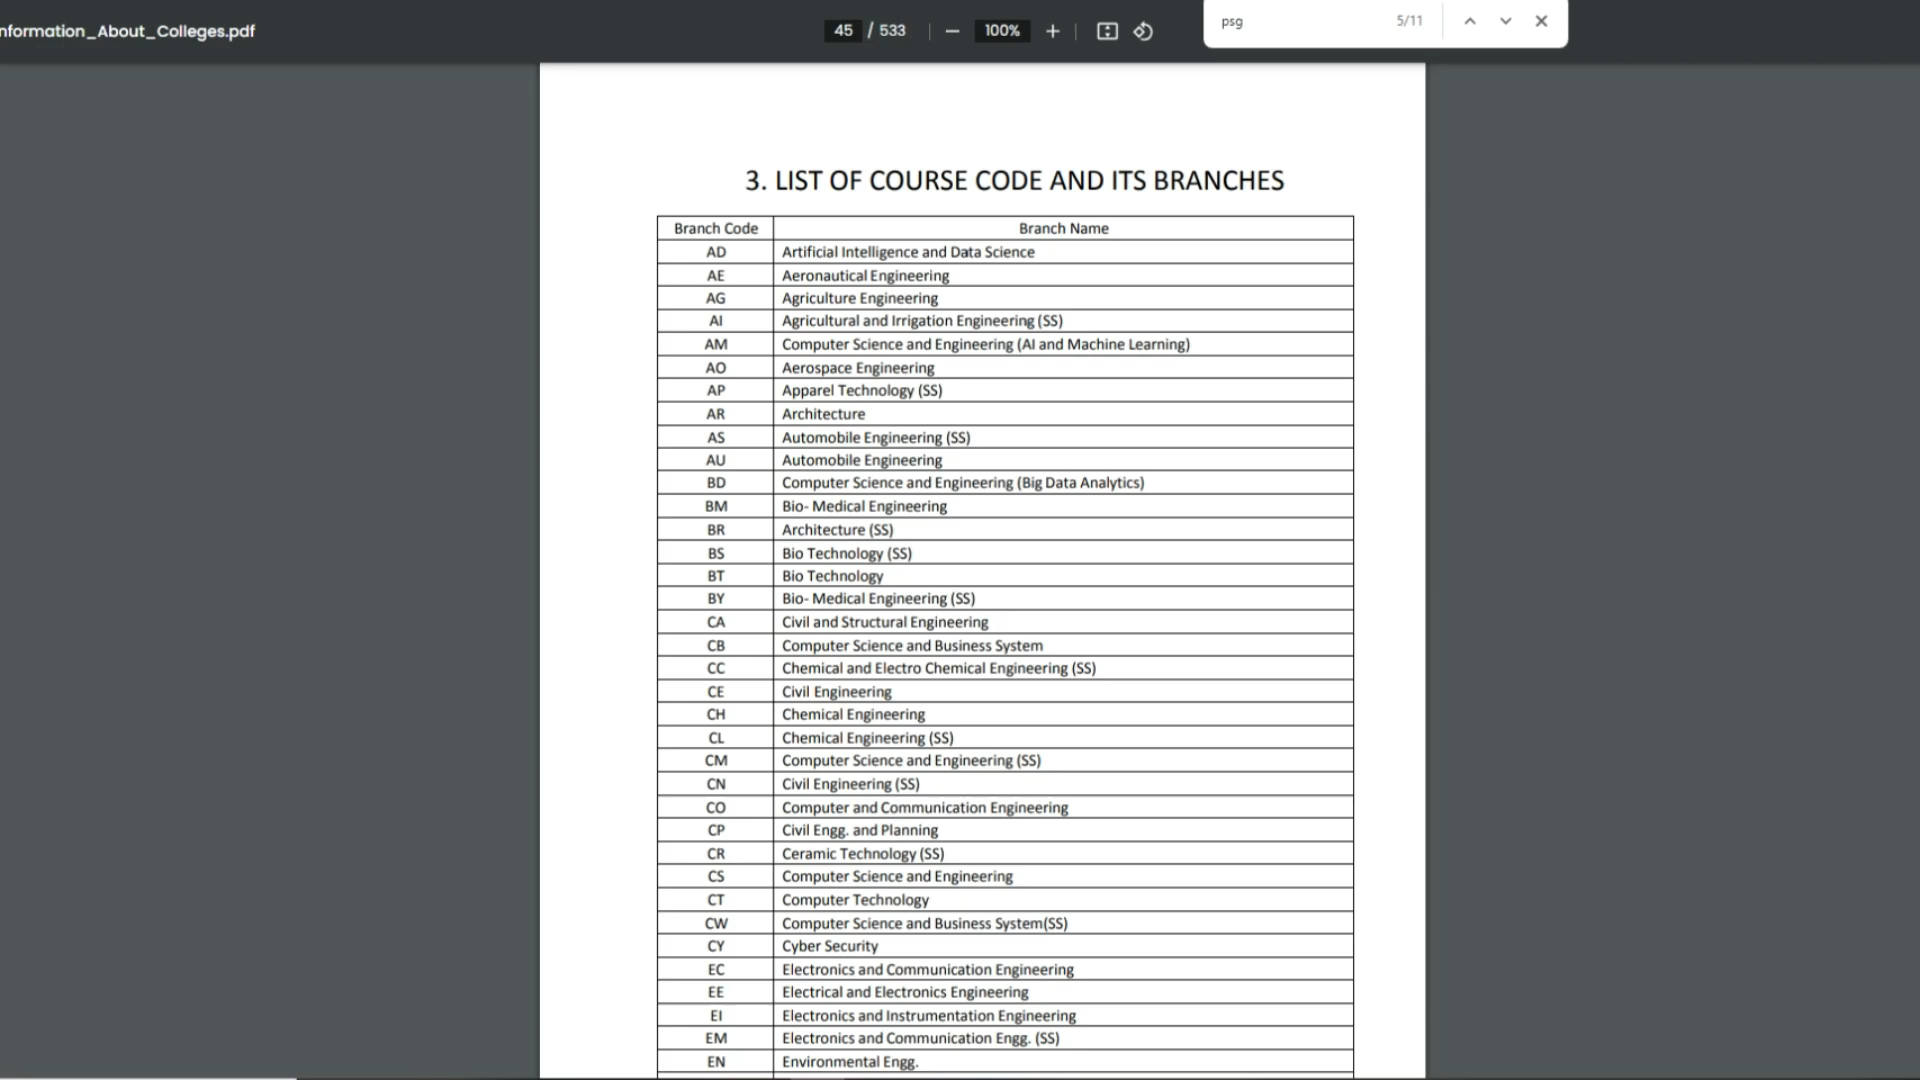 nformation_About_Colleges.pdf
45 / 533
100%
psg
5/11
3. LIST OF COURSE CODE AND ITS BRANCHES
Branch Code Branch Name
AD Artificial Intelligence and Data Science
AE Aeronautical Engineering
AG Agriculture Engineering
AI Agricultural and Irrigation Engineering (SS)
AM Computer Science and Engineering (AI and Machine Learning)
AO Aerospace Engineering
AP Apparel Technology (SS)
AR Architecture
AS Automobile Engineering (SS)
AU Automobile Engineering
BD Computer Science and Engineering (Big Data Analytics)
BM Bio- Medical Engineering
BR Architecture (SS)
BS Bio Technology (SS)
BT Bio Technology
BY Bio- Medical Engineering (SS)
CA Civil and Structural Engineering
CB Computer Science and Business System
CC Chemical and Electro Chemical Engineering (SS)
CE Civil Engineering
CH Chemical Engineering
CL Chemical Engineering (SS)
CM Computer Science and Engineering (SS)
CN Civil Engineering (SS)
CO Computer and Communication Engineering
CP Civil Engg. and Planning
CR Ceramic Technology (SS)
CS Computer Science and Engineering
CT Computer Technology
CW Computer Science and Business System(SS)
CY Cyber Security
EC Electronics and Communication Engineering
EE Electrical and Electronics Engineering
EI Electronics and Instrumentation Engineering
EM Electronics and Communication Engg. (SS)
EN Environmental Engg.